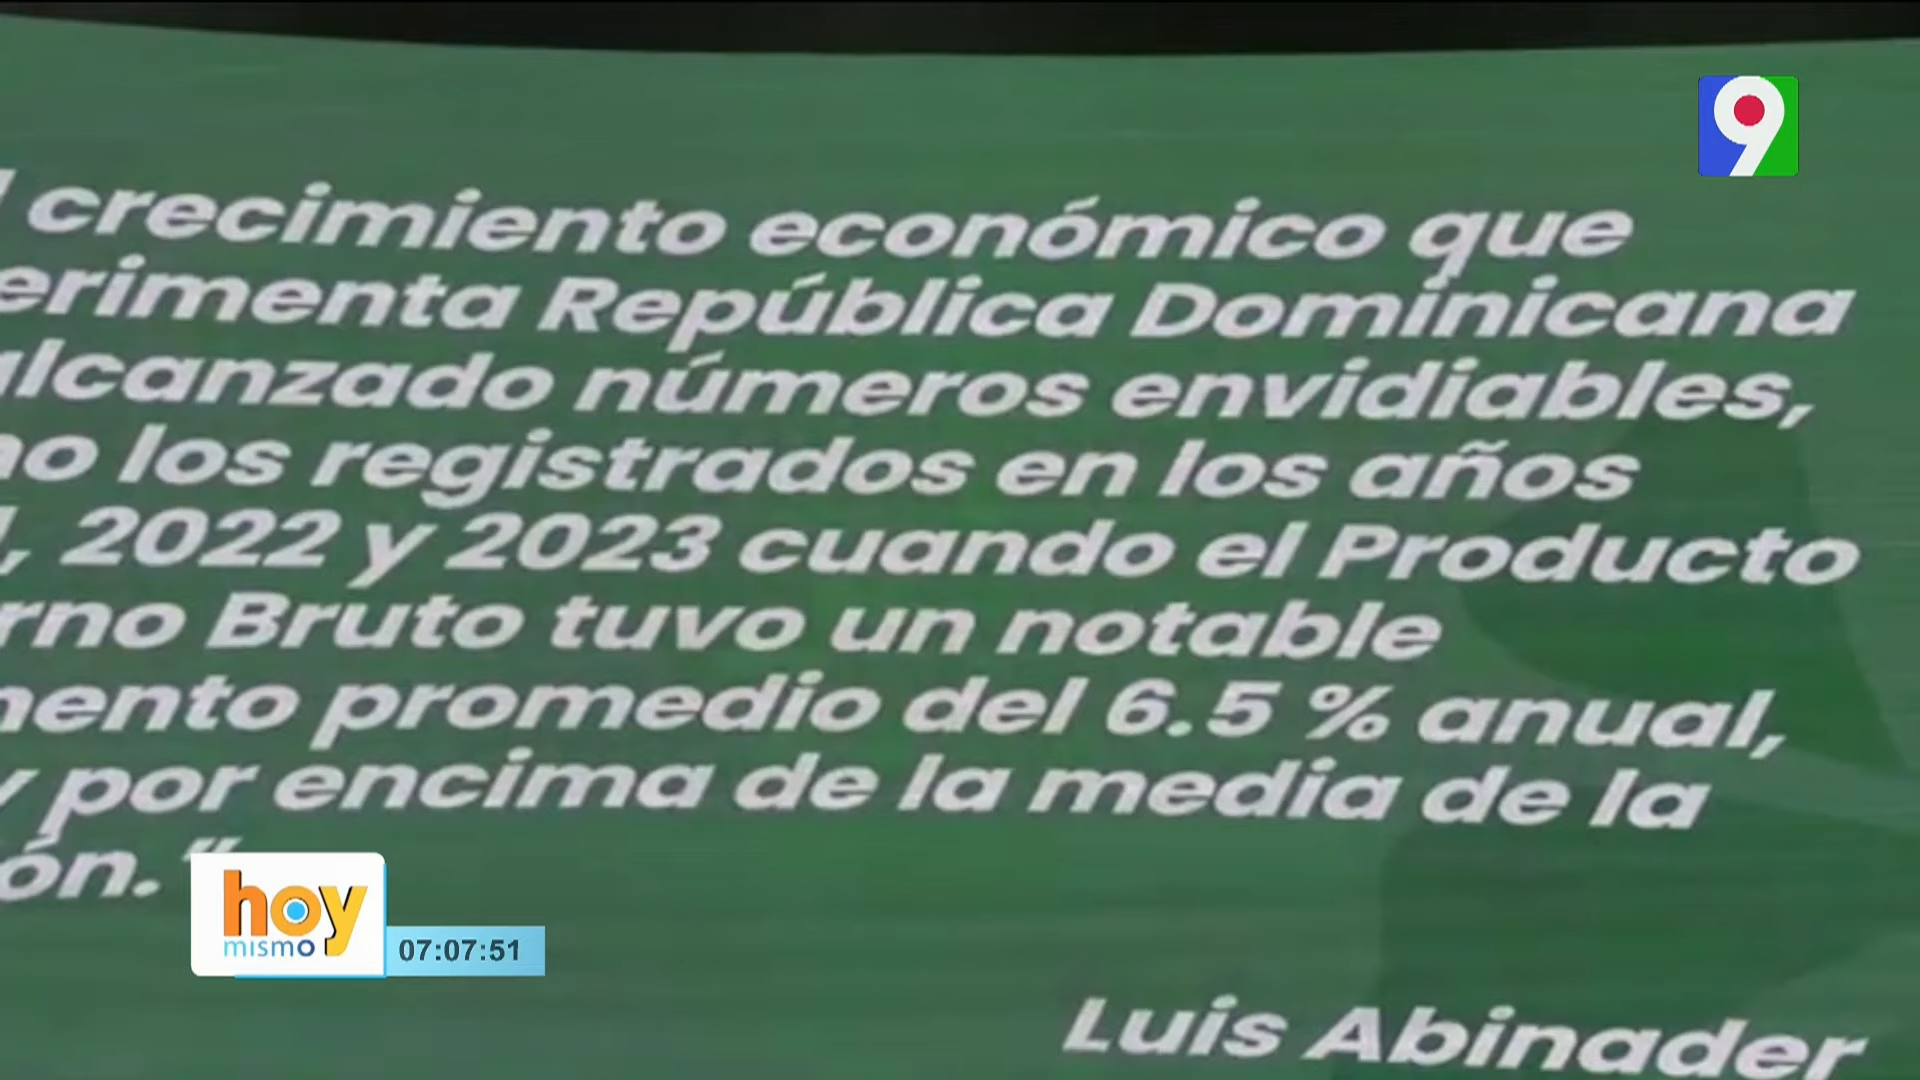 9
crecimiento económico que
erimenta República Dominicana
alcanzado números envidiables,
no los registrados en los años
, 2022 y 2023 cuando el Producto
rno Bruto tuvo un notable
mento promedio del 6.5 % anual,
y por encima de la media de la
ón."
hoy
mismo
07:07:51
Luis Abinader